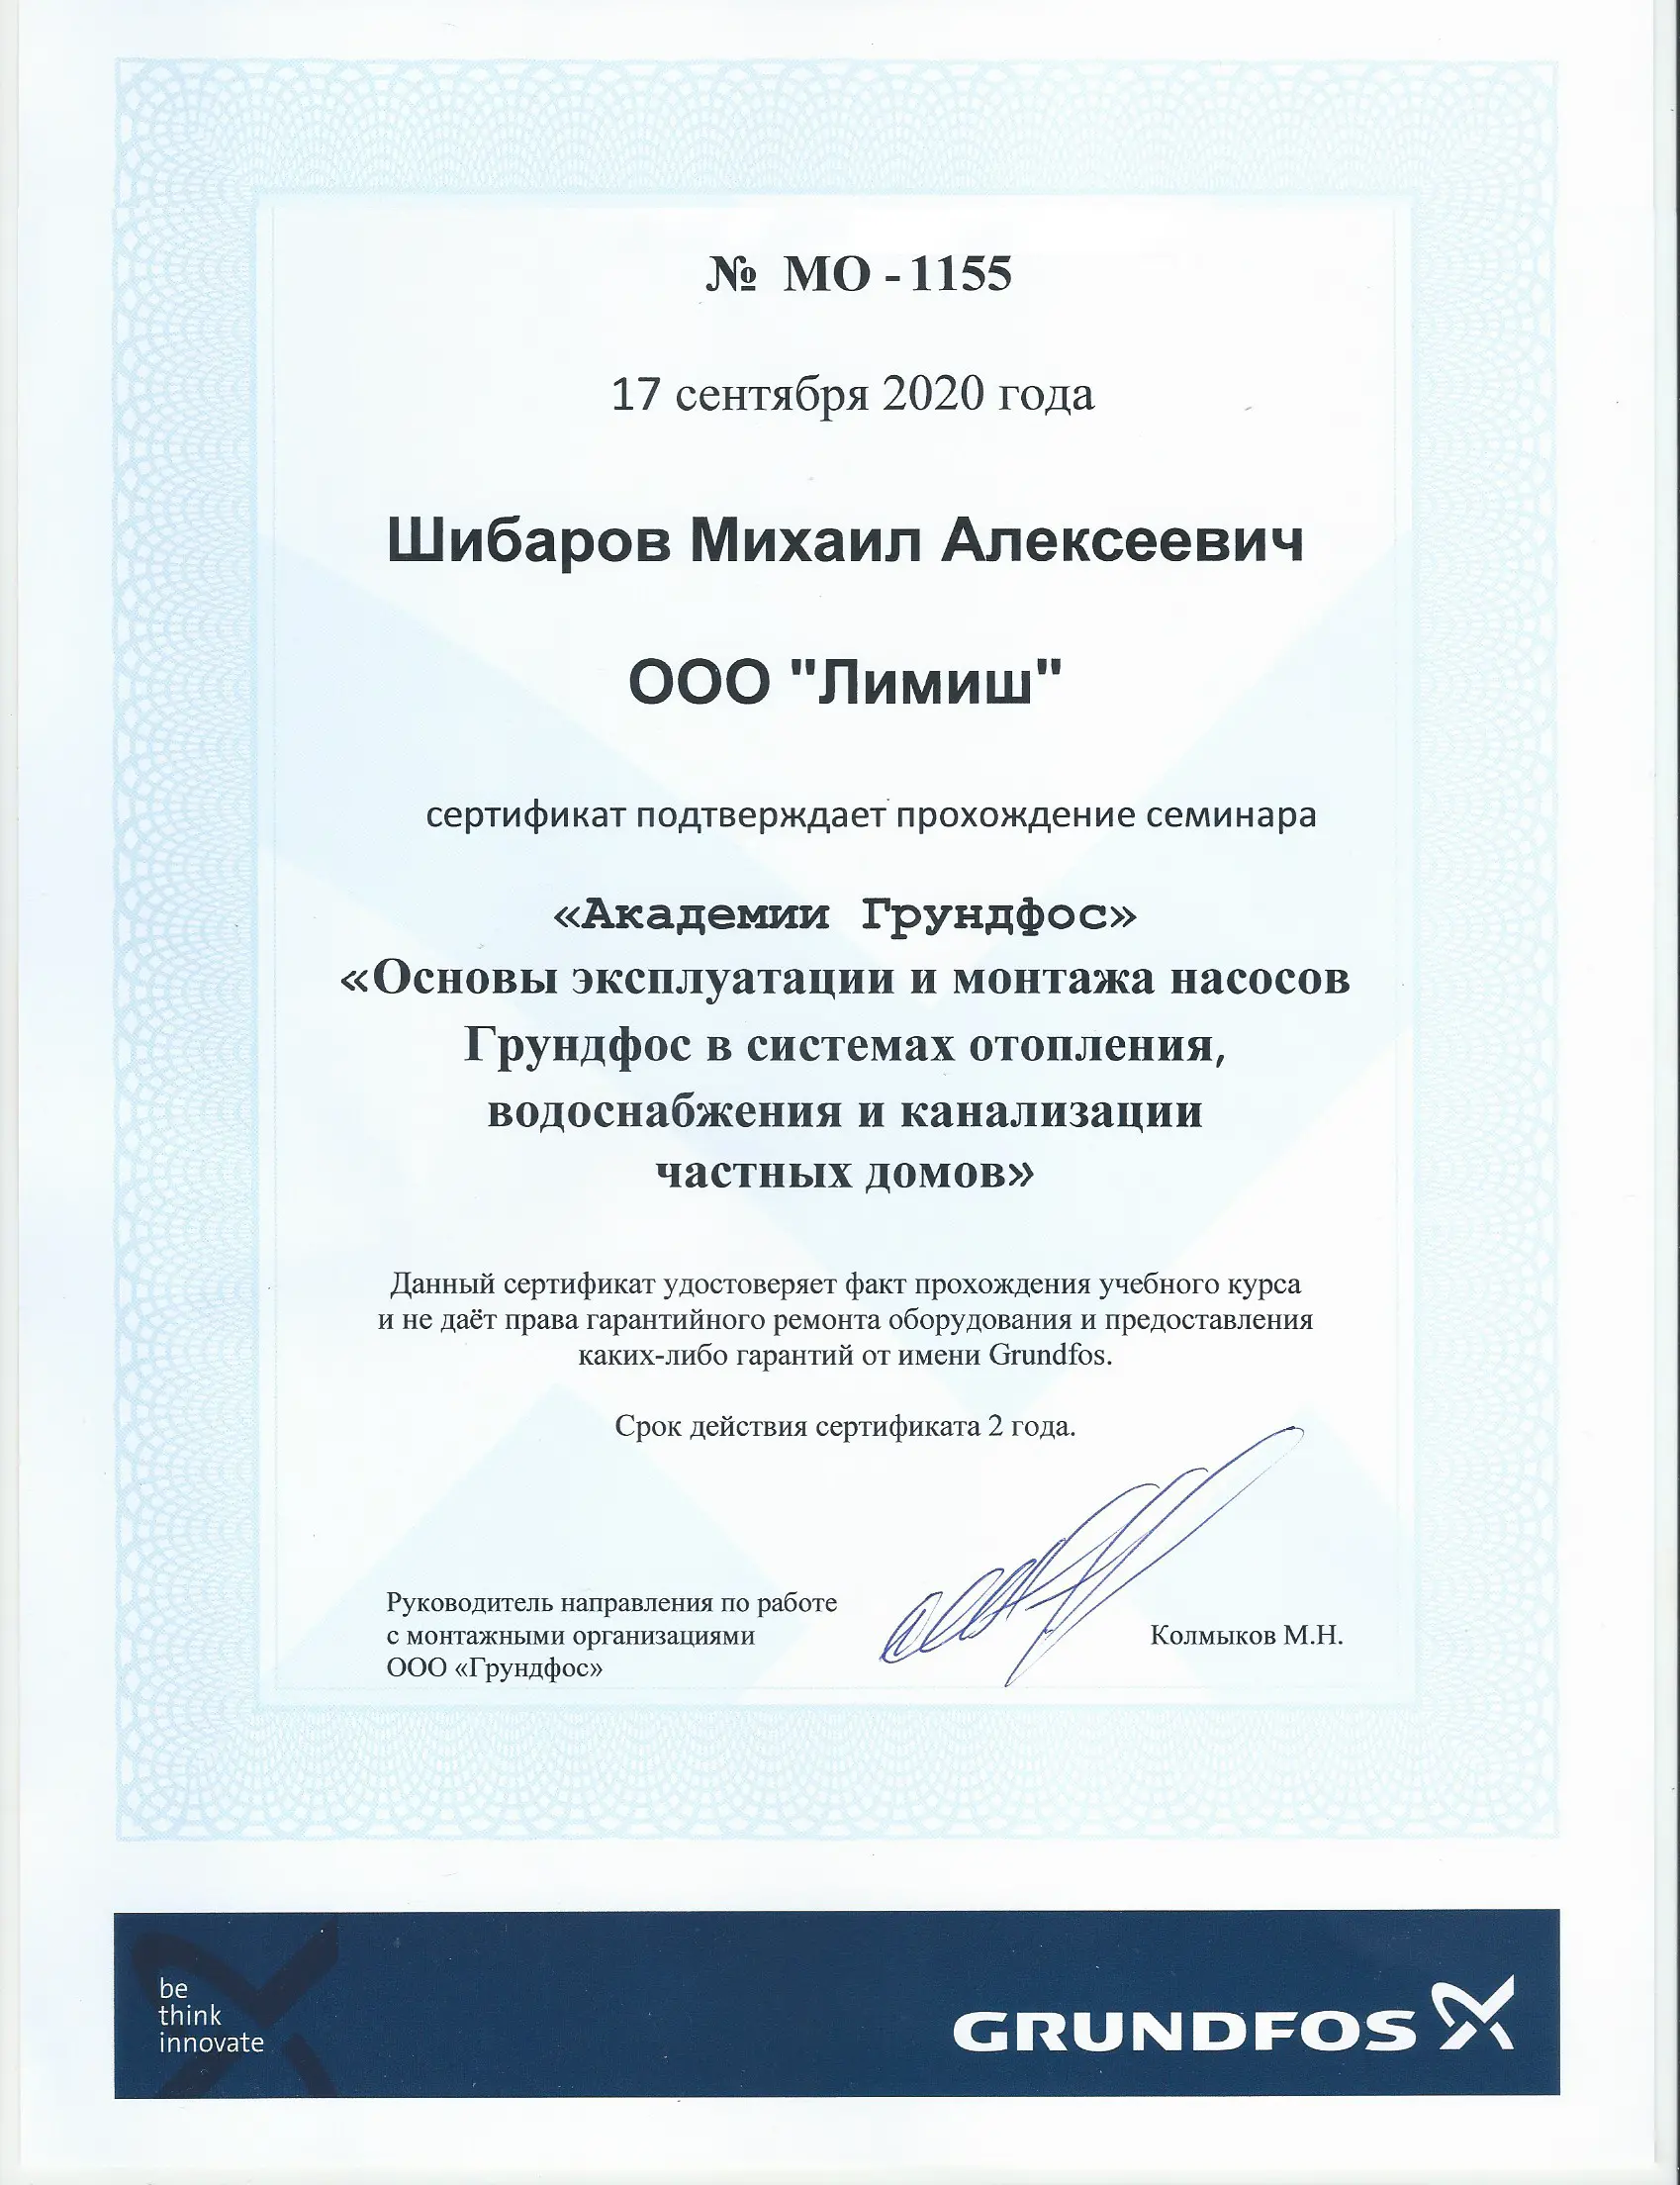 № МО - 1155
17 сентября 2020 года
Шибаров Михаил Алексеевич
ООО "Лимиш"
сертификат подтверждает прохождение семинара
«Академии Грундфос»
«Основы эксплуатации и монтажа насосов
Грундфос в системах отопления,
водоснабжения и канализации
частных домов»
Данный сертификат удостоверяет факт прохождения учебного курса
и не даёт права гарантийного ремонта оборудования и предоставления
каких-либо гарантий от имени Grundfos.
Срок действия сертификата 2 года.
Руководитель направления по работе
с монтажными организациями
ООО «Грундфос»
Колмыков М.Н.
be
think
innovate
GRUNDFOS